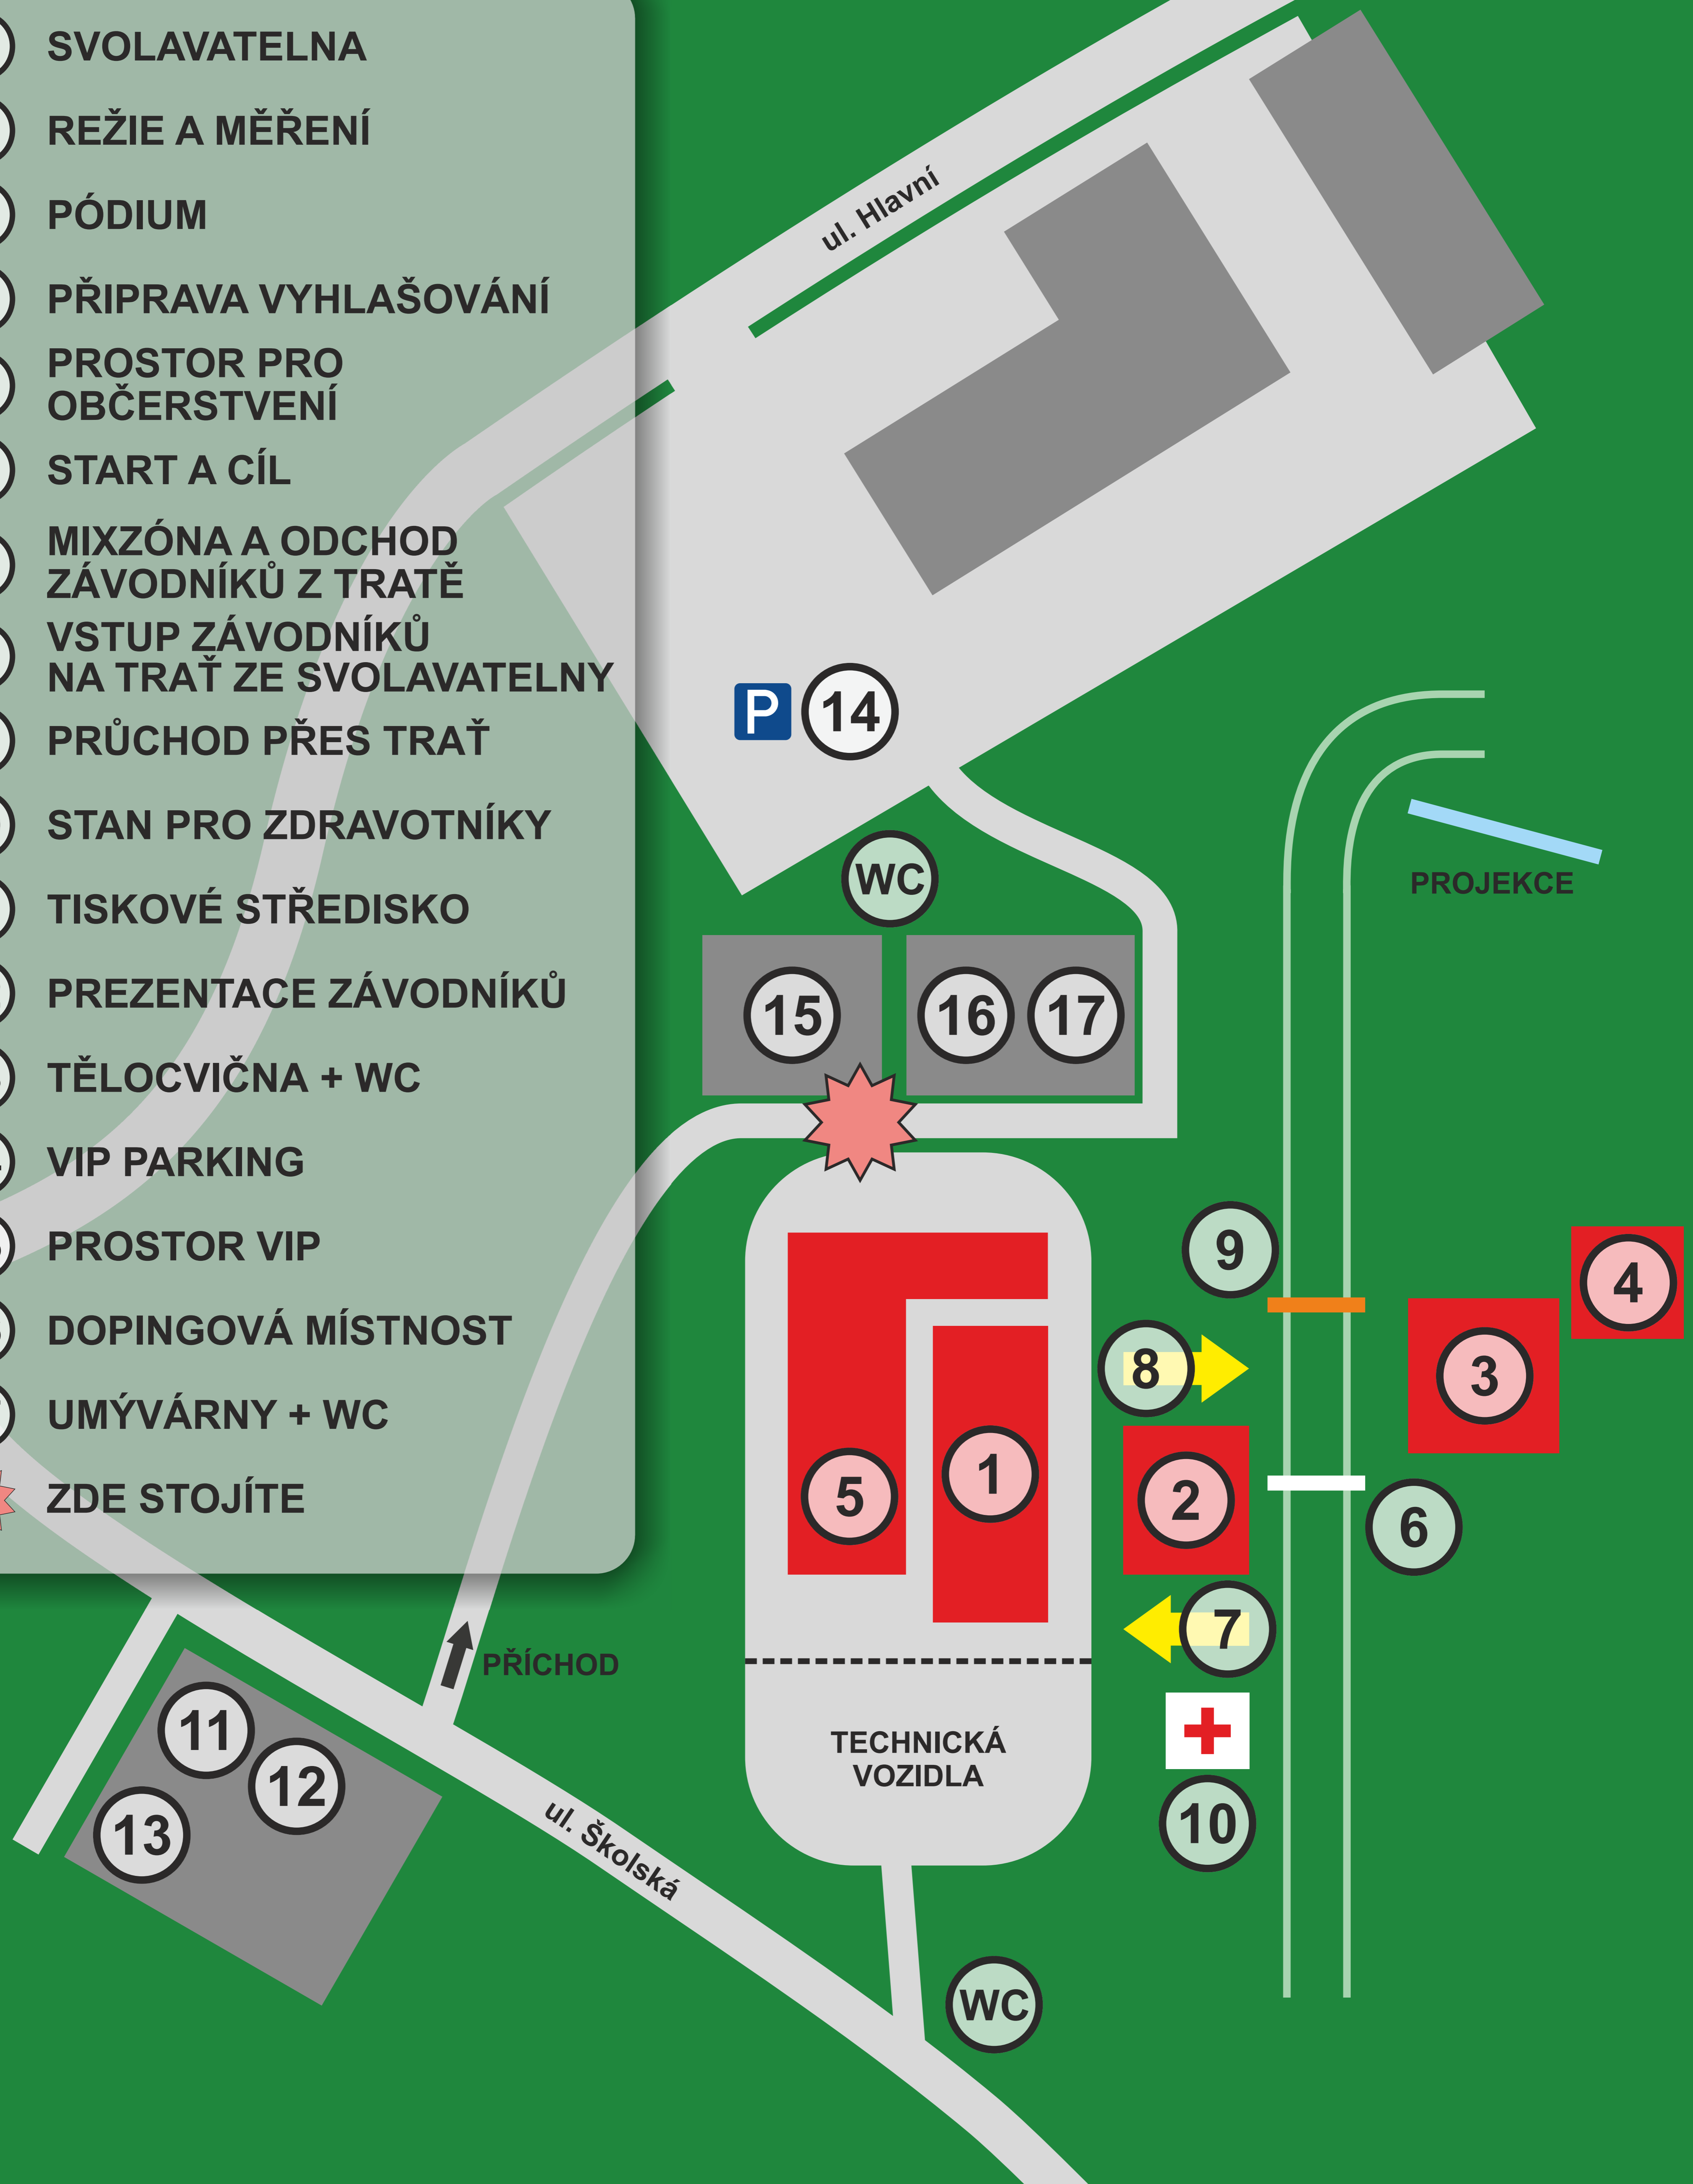 SVOLAVATELNA
REŽIE A MĚŘENÍ
PÓDIUM
PŘIPRAVA VYHLAŠOVÁNÍ
PROSTOR PRO
OBČERSTVENÍ
START A CÍL
MIXZÓNA A ODCHOD
ZÁVODNÍKŮ Z TRATĚ
VSTUP ZÁVODNÍKŮ
NA TRAŤ ZE SVOLAVATELNY
PRŮCHOD PŘES TRAŤ
STAN PRO ZDRAVOTNÍKY
TISKOVÉ STŘEDISKO
PREZENTACE ZÁVODNÍKŮ
TĚLOCVIČNA + WC
VIP PARKING
PROSTOR VIP
DOPINGOVÁ MÍSTNOST
UMÝVÁRNY + WC
ZDE STOJÍTE
ul. Hlavní
P 14
WC
PROJEKCE
15 16 17
9
4
8
3
5 1 2
6
7
PŘÍCHOD
11
12
13
TECHNICKÁ
VOZIDLA
10
ul. Školská
WC